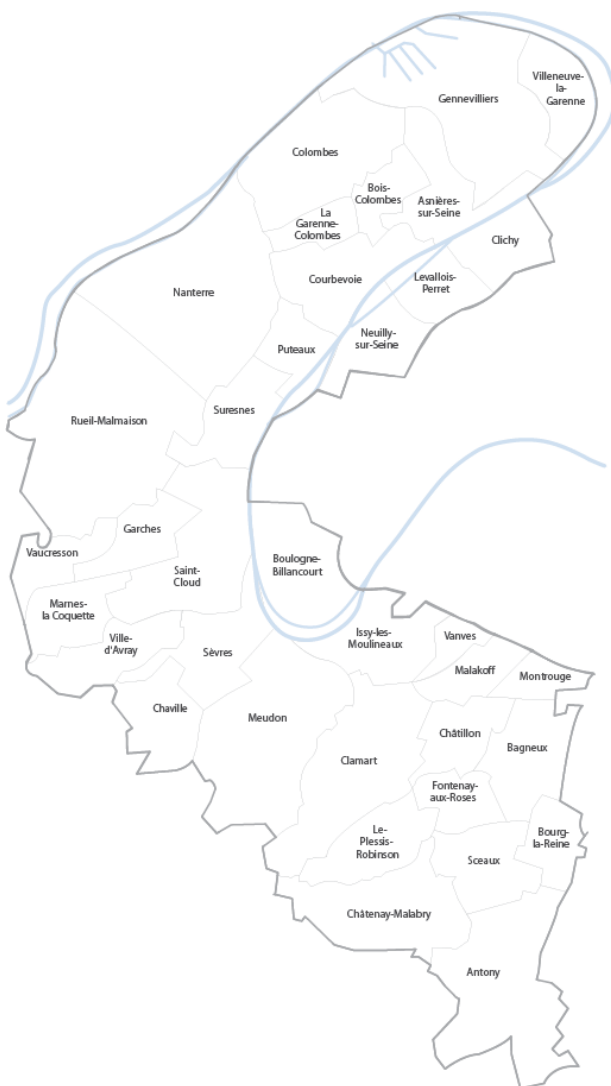 Villeneuve-
la-
Garenne
Gennevilliers
Colombes
Bois-
Colombes
Asnières-
sur-Seine
La
Garenne-
Colombes
Clichy
Courbevoie
Levallois-
Perret
Nanterre
Neuilly-
sur-Seine
Puteaux
Suresnes
Rueil-Malmaison
Garches
Vaucresson
Saint-
Cloud
Boulogne-
Billancourt
Marnes-
la Coquette
Ville-
d'Avray
Sèvres
Issy-les-
Moulineaux
Vanves
Malakoff
Montrouge
Chaville
Meudon
Châtillon
Bagneux
Clamart
Fontenay-
aux-Roses
Le-
Plessis-
Robinson
Bourg-
la-Reine
Sceaux
Châtenay-Malabry
Antony